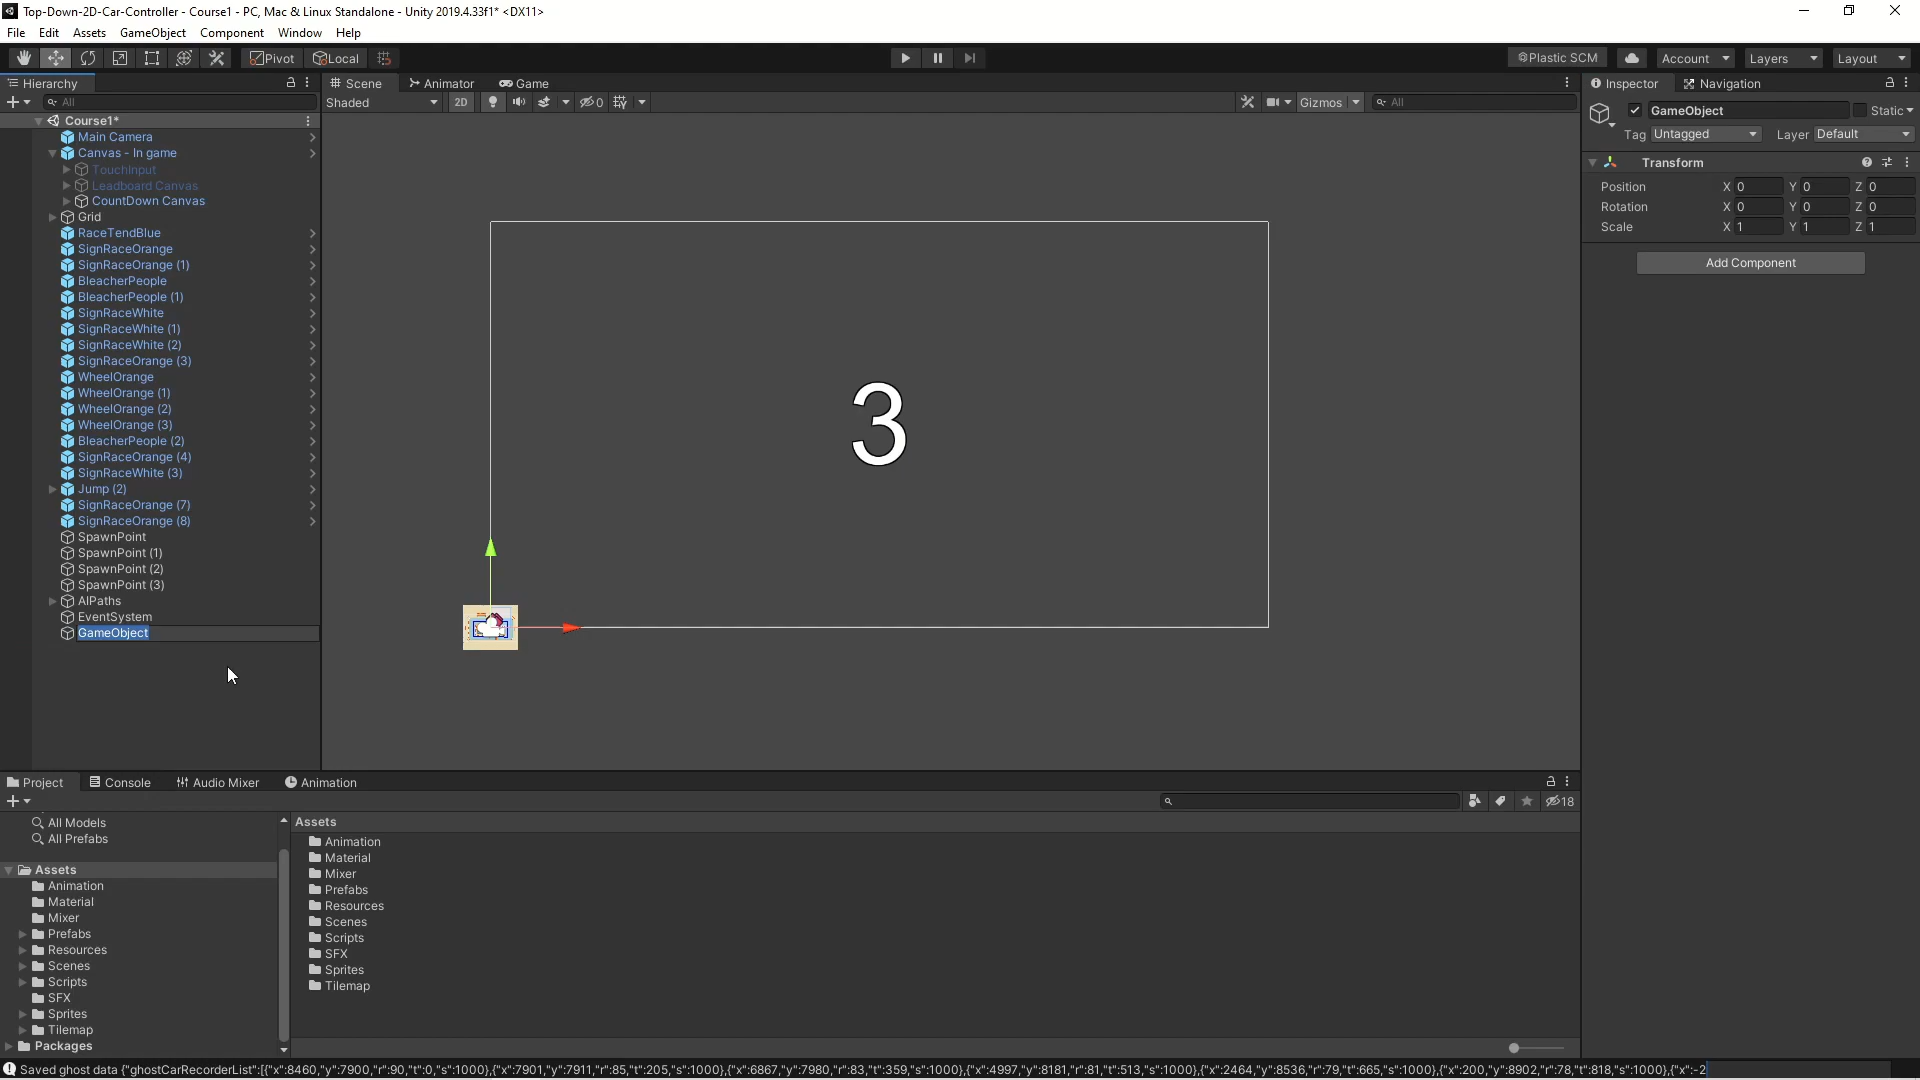 Top-Down-2D-Car-Controller - Course1 - PC, Mac & Linux Standalone - Unity 2019.4.33f1* <DX11>
File Edit Assets GameObject Component Window Help
Pivot Local Plastic SCM Account Layers Layout
Hierarchy
All
Course1*
Main Camera
Canvas - In game
TouchInput
Leadboard Canvas
CountDown Canvas
Grid
RaceTendBlue
SignRaceOrange
SignRaceOrange (1)
BleacherPeople
BleacherPeople (1)
SignRaceWhite
SignRaceWhite (1)
SignRaceWhite (2)
SignRaceOrange (3)
WheelOrange
WheelOrange (1)
WheelOrange (2)
WheelOrange (3)
BleacherPeople (2)
SignRaceOrange (4)
SignRaceWhite (3)
Jump (2)
SignRaceOrange (7)
SignRaceOrange (8)
SpawnPoint
SpawnPoint (1)
SpawnPoint (2)
SpawnPoint (3)
AIPaths
EventSystem
GameObject
Scene Animator Game
Shaded 2D 0 Gizmos All
3
Inspector Navigation
GameObject Static
Tag Untagged Layer Default
Transform
Position X 0 Y 0 Z 0
Rotation X 0 Y 0 Z 0
Scale X 1 Y 1 Z 1
Add Component
Project Console Audio Mixer Animation
18
All Models
All Prefabs
Assets
Animation
Material
Mixer
Prefabs
Resources
Scenes
Scripts
SFX
Sprites
Tilemap
Packages
Assets
Animation
Material
Mixer
Prefabs
Resources
Scenes
Scripts
SFX
Sprites
Tilemap
Saved ghost data {"ghostCarRecorderList":[{"x":8460,"y":7900,"r":90,"t":0,"s":1000},{"x":7901,"y":7911,"r":85,"t":205,"s":1000},{"x":6867,"y":7980,"r":83,"t":359,"s":1000},{"x":4997,"y":8181,"r":81,"t":513,"s":1000},{"x":2464,"y":8536,"r":79,"t":665,"s":1000},{"x":200,"y":8902,"r":78,"t":818,"s":1000},{"x":-2